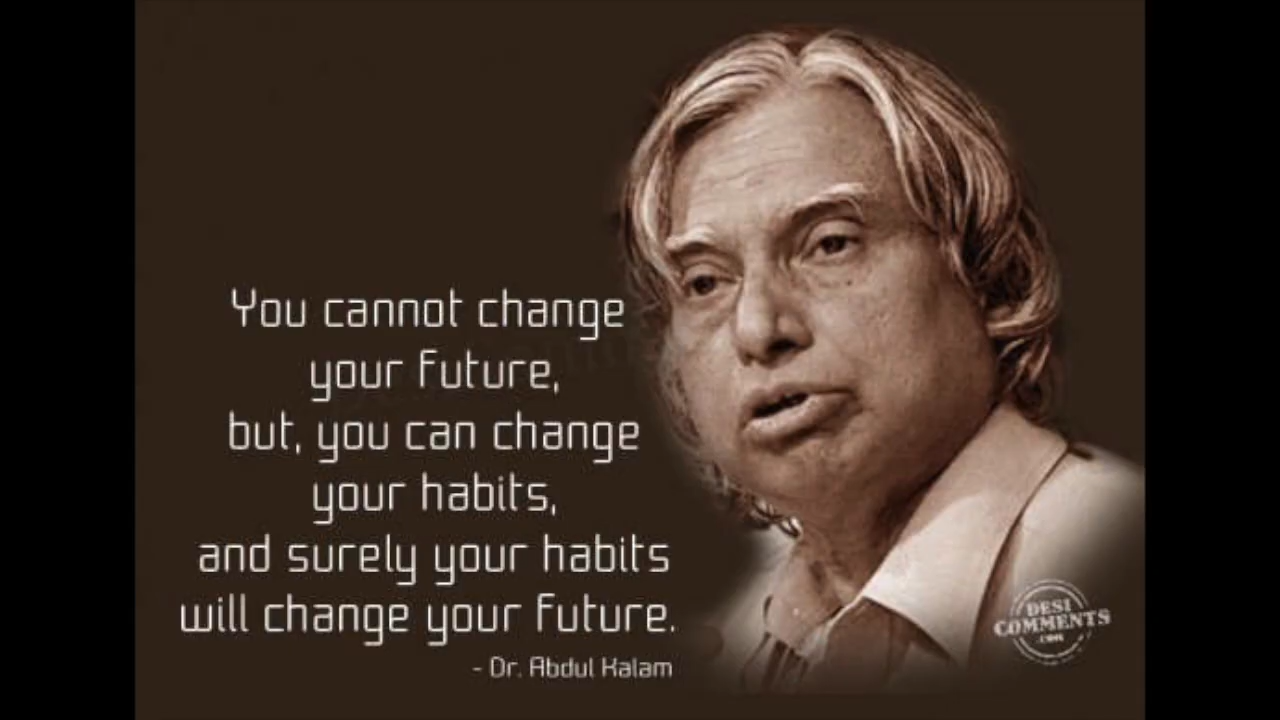 You cannot change
your future,
but, you can change
your habits,
and surely your habits
will change your future.
- Dr. Abdul Kalam
DESI
COMMENTS
.COM